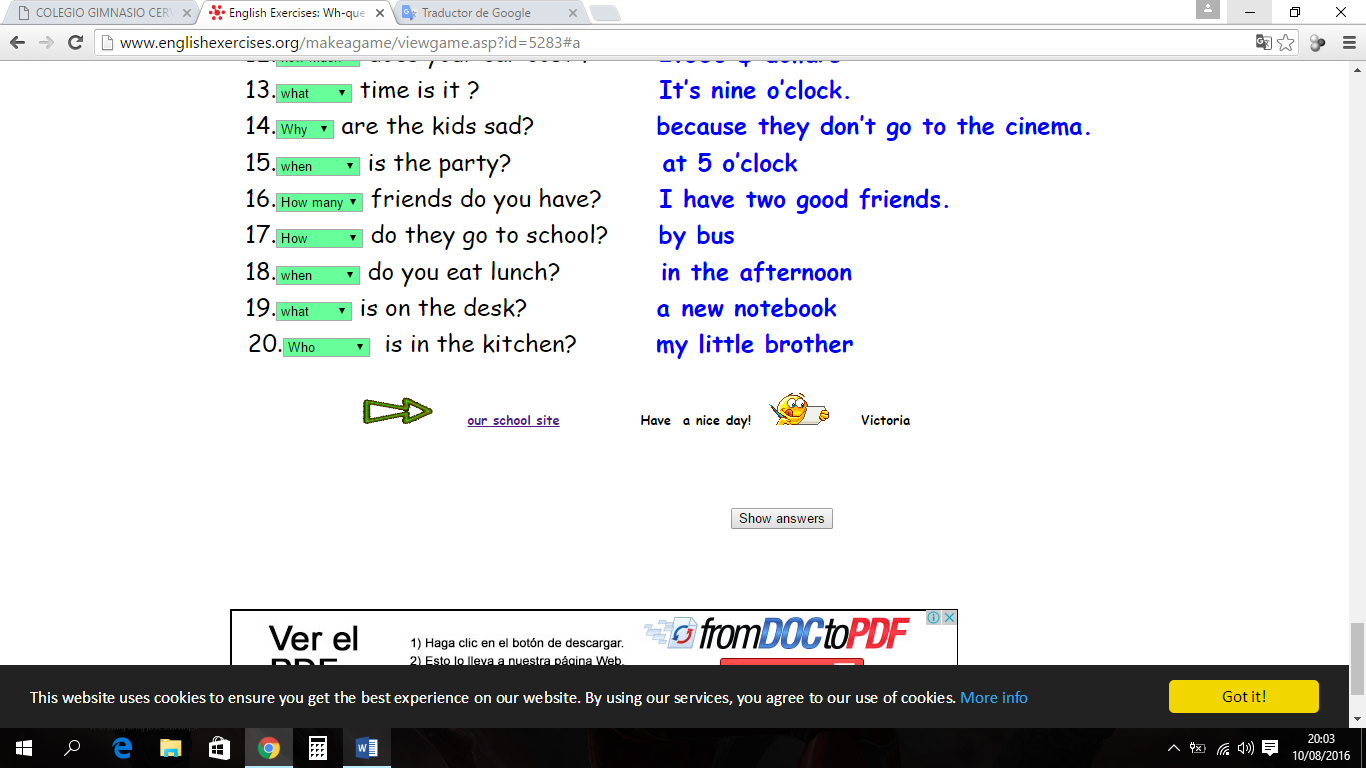 COLEGIO GIMNASIO CER
English Exercises: Wh-que
Traductor de Google
www.englishexercises.org/makeagame/viewgame.asp?id=5283#a
13. what time is it ? It's nine o'clock.
14. Why are the kids sad? because they don't go to the cinema.
15. when is the party? at 5 o'clock
16. How many friends do you have? I have two good friends.
17. How do they go to school? by bus
18. when do you eat lunch? in the afternoon
19. what is on the desk? a new notebook
20. Who is in the kitchen? my little brother
our school site Have a nice day! Victoria
Show answers
Ver el
1) Haga clic en el botón de descargar.
2) Esto lo lleva a nuestra página Web.
fromDOCtoPDF
This website uses cookies to ensure you get the best experience on our website. By using our services, you agree to our use of cookies. More info
Got it!
20:03
10/08/2016